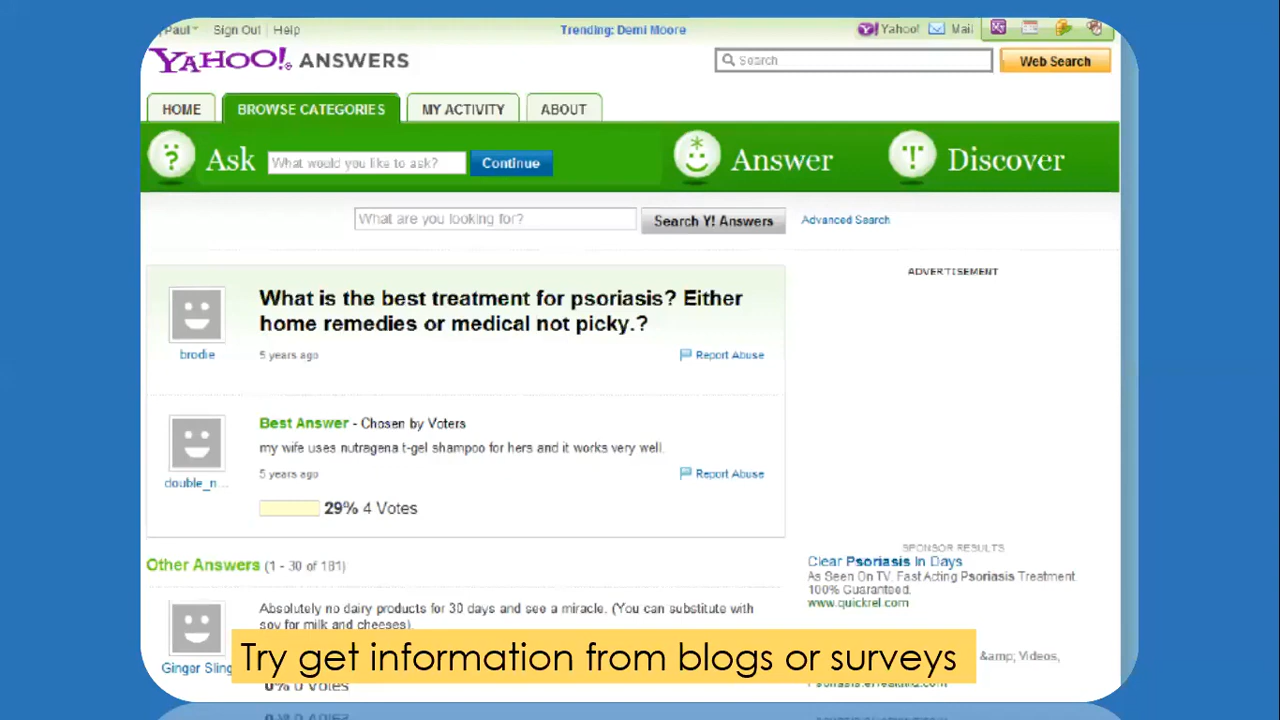 Paul Sign Out Help
Trending: Demi Moore
Yahoo! Mail
YAHOO! ANSWERS
Search
Web Search
HOME
BROWSE CATEGORIES
MY ACTIVITY
ABOUT
Ask
What would you like to ask?
Continue
Answer
Discover
What are you looking for?
Search Y! Answers
Advanced Search
ADVERTISEMENT
What is the best treatment for psoriasis? Either
home remedies or medical not picky.?
brodie
5 years ago
Report Abuse
Best Answer - Chosen by Voters
my wife uses nutragena t-gel shampoo for hers and it works very well.
double_n...
5 years ago
Report Abuse
29% 4 Votes
Other Answers (1 - 30 of 181)
Absolutely no dairy products for 30 days and see a miracle. (You can substitute with
soy for milk and cheeses).
Ginger Sling
0% 0 Votes
SPONSOR RESULTS
Clear Psoriasis In Days
As Seen On TV. Fast Acting Psoriasis Treatment.
100% Guaranteed.
www.quickrel.com
&amp; Videos,
Try get information from blogs or surveys